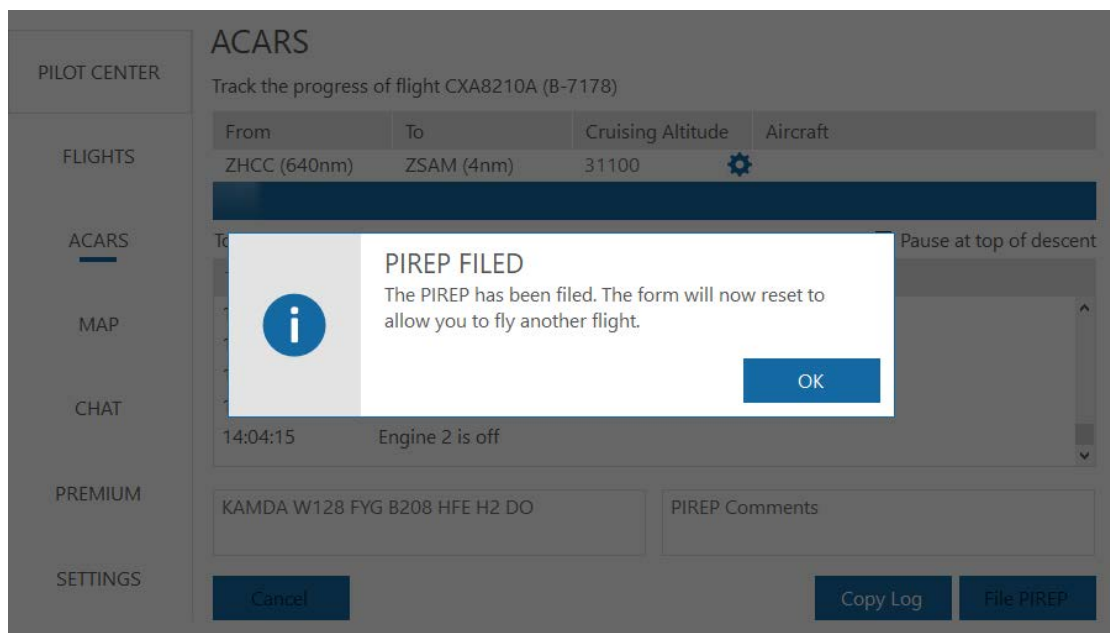 ACARS
PILOT CENTER
Track the progress of flight CXA8210A (B-7178)
From To Cruising Altitude Aircraft
FLIGHTS
ZHCC (640nm) ZSAM (4nm) 31100
ACARS
Pause at top of descent
PIREP FILED
The PIREP has been filed. The form will now reset to
allow you to fly another flight.
MAP
OK
CHAT
14:04:15 Engine 2 is off
PREMIUM
KAMDA W128 FYG B208 HFE H2 DO PIREP Comments
SETTINGS
Cancel Copy Log File PIREP